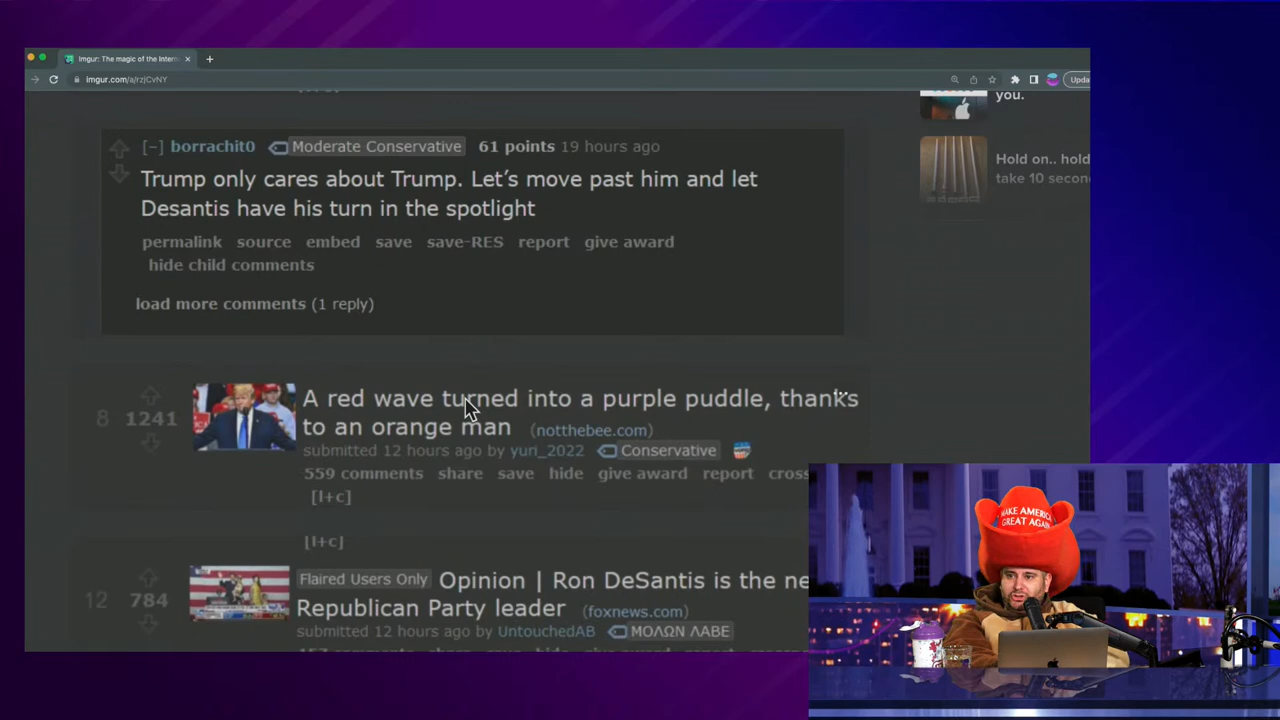 Imgur: The magic of the Intern
imgur.com/a/rzjCvNY
Upda
you.
[−] borrachit0 Moderate Conservative 61 points 19 hours ago
Trump only cares about Trump. Let's move past him and let
Desantis have his turn in the spotlight
permalink source embed save save-RES report give award
hide child comments
load more comments (1 reply)
Hold on.. hold
take 10 secon
8 1241
A red wave turned into a purple puddle, thanks
to an orange man (notthebee.com)
submitted 12 hours ago by yuri_2022 Conservative
559 comments share save hide give award report cross
[l+c]
[l+c]
12 784
Flaired Users Only Opinion | Ron DeSantis is the ne
Republican Party leader (foxnews.com)
submitted 12 hours ago by UntouchedAB ΜΟΛΩΝ ΛΑΒΕ
MAKE AMERICA
GREAT AGAIN